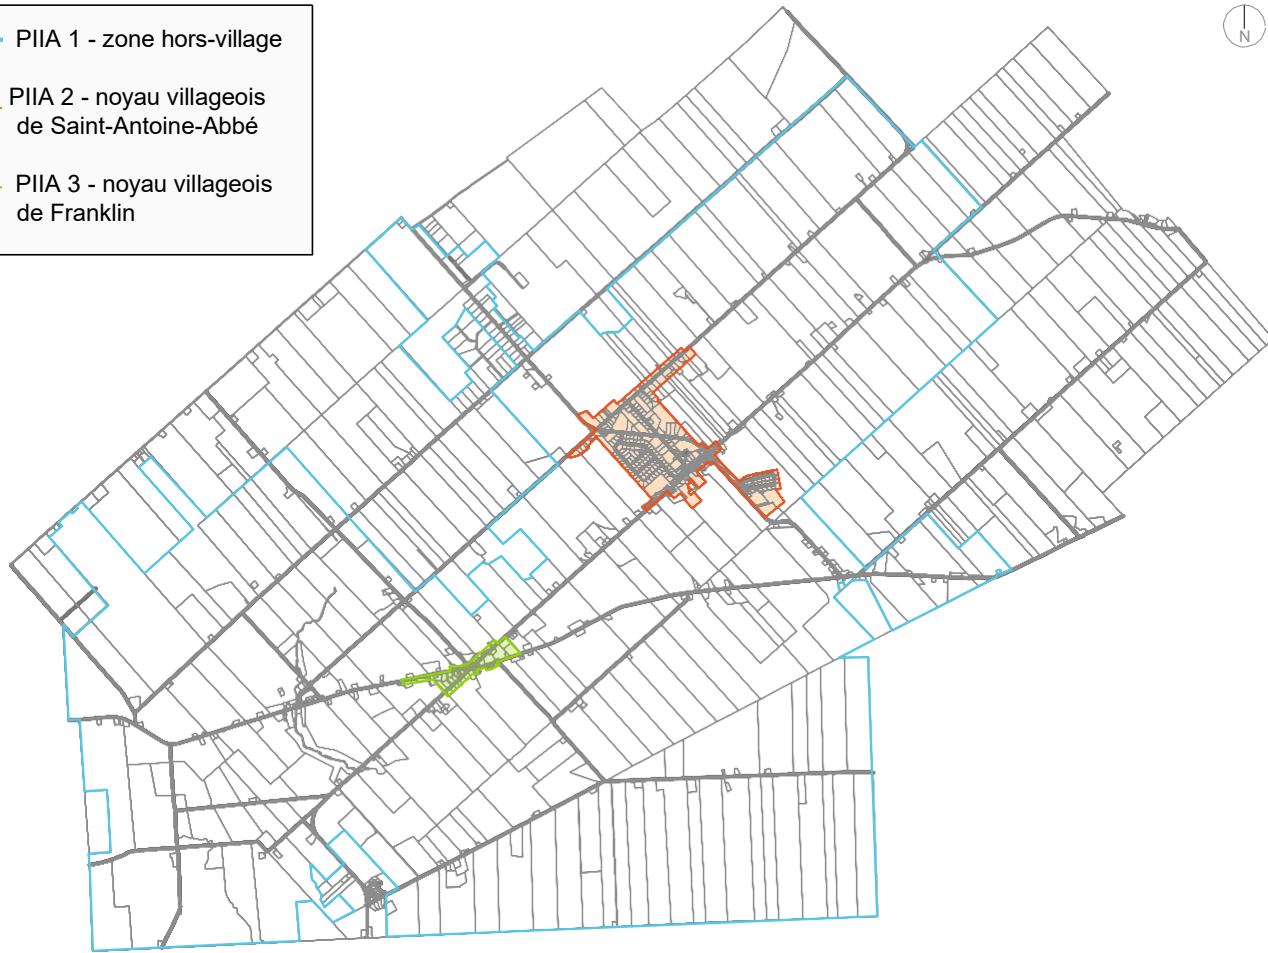 PIIA 1 - zone hors-village
PIIA 2 - noyau villageois
de Saint-Antoine-Abbé
PIIA 3 - noyau villageois
de Franklin
N